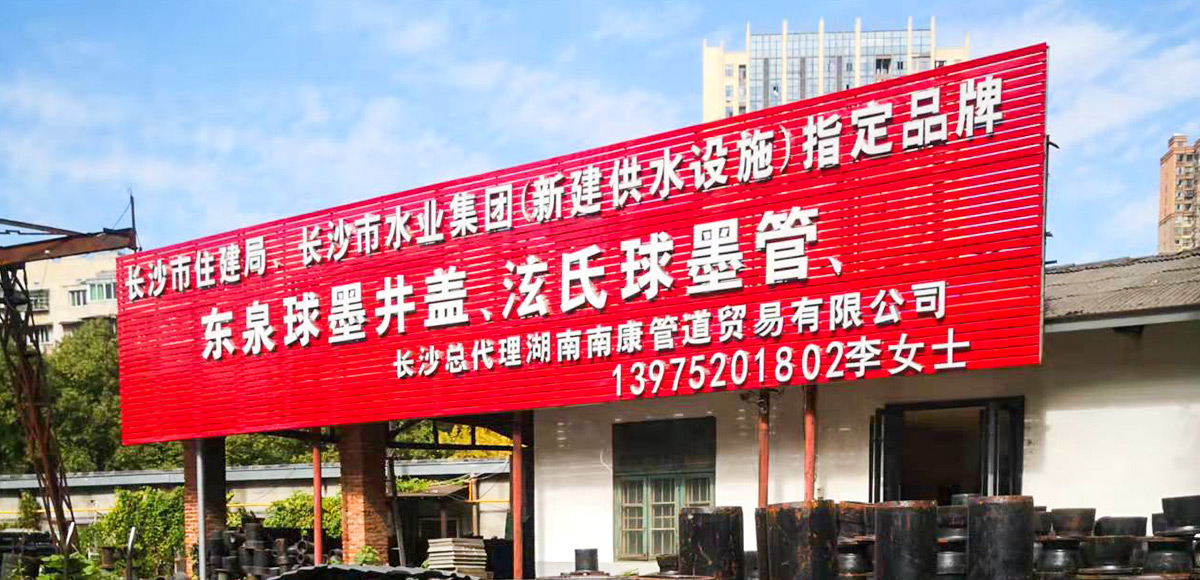 长沙市住建局、长沙市水业集团(新建供水设施)指定品牌
东泉球墨井盖、泫氏球墨管、
长沙总代理湖南南康管道贸易有限公司
13975201802李女士